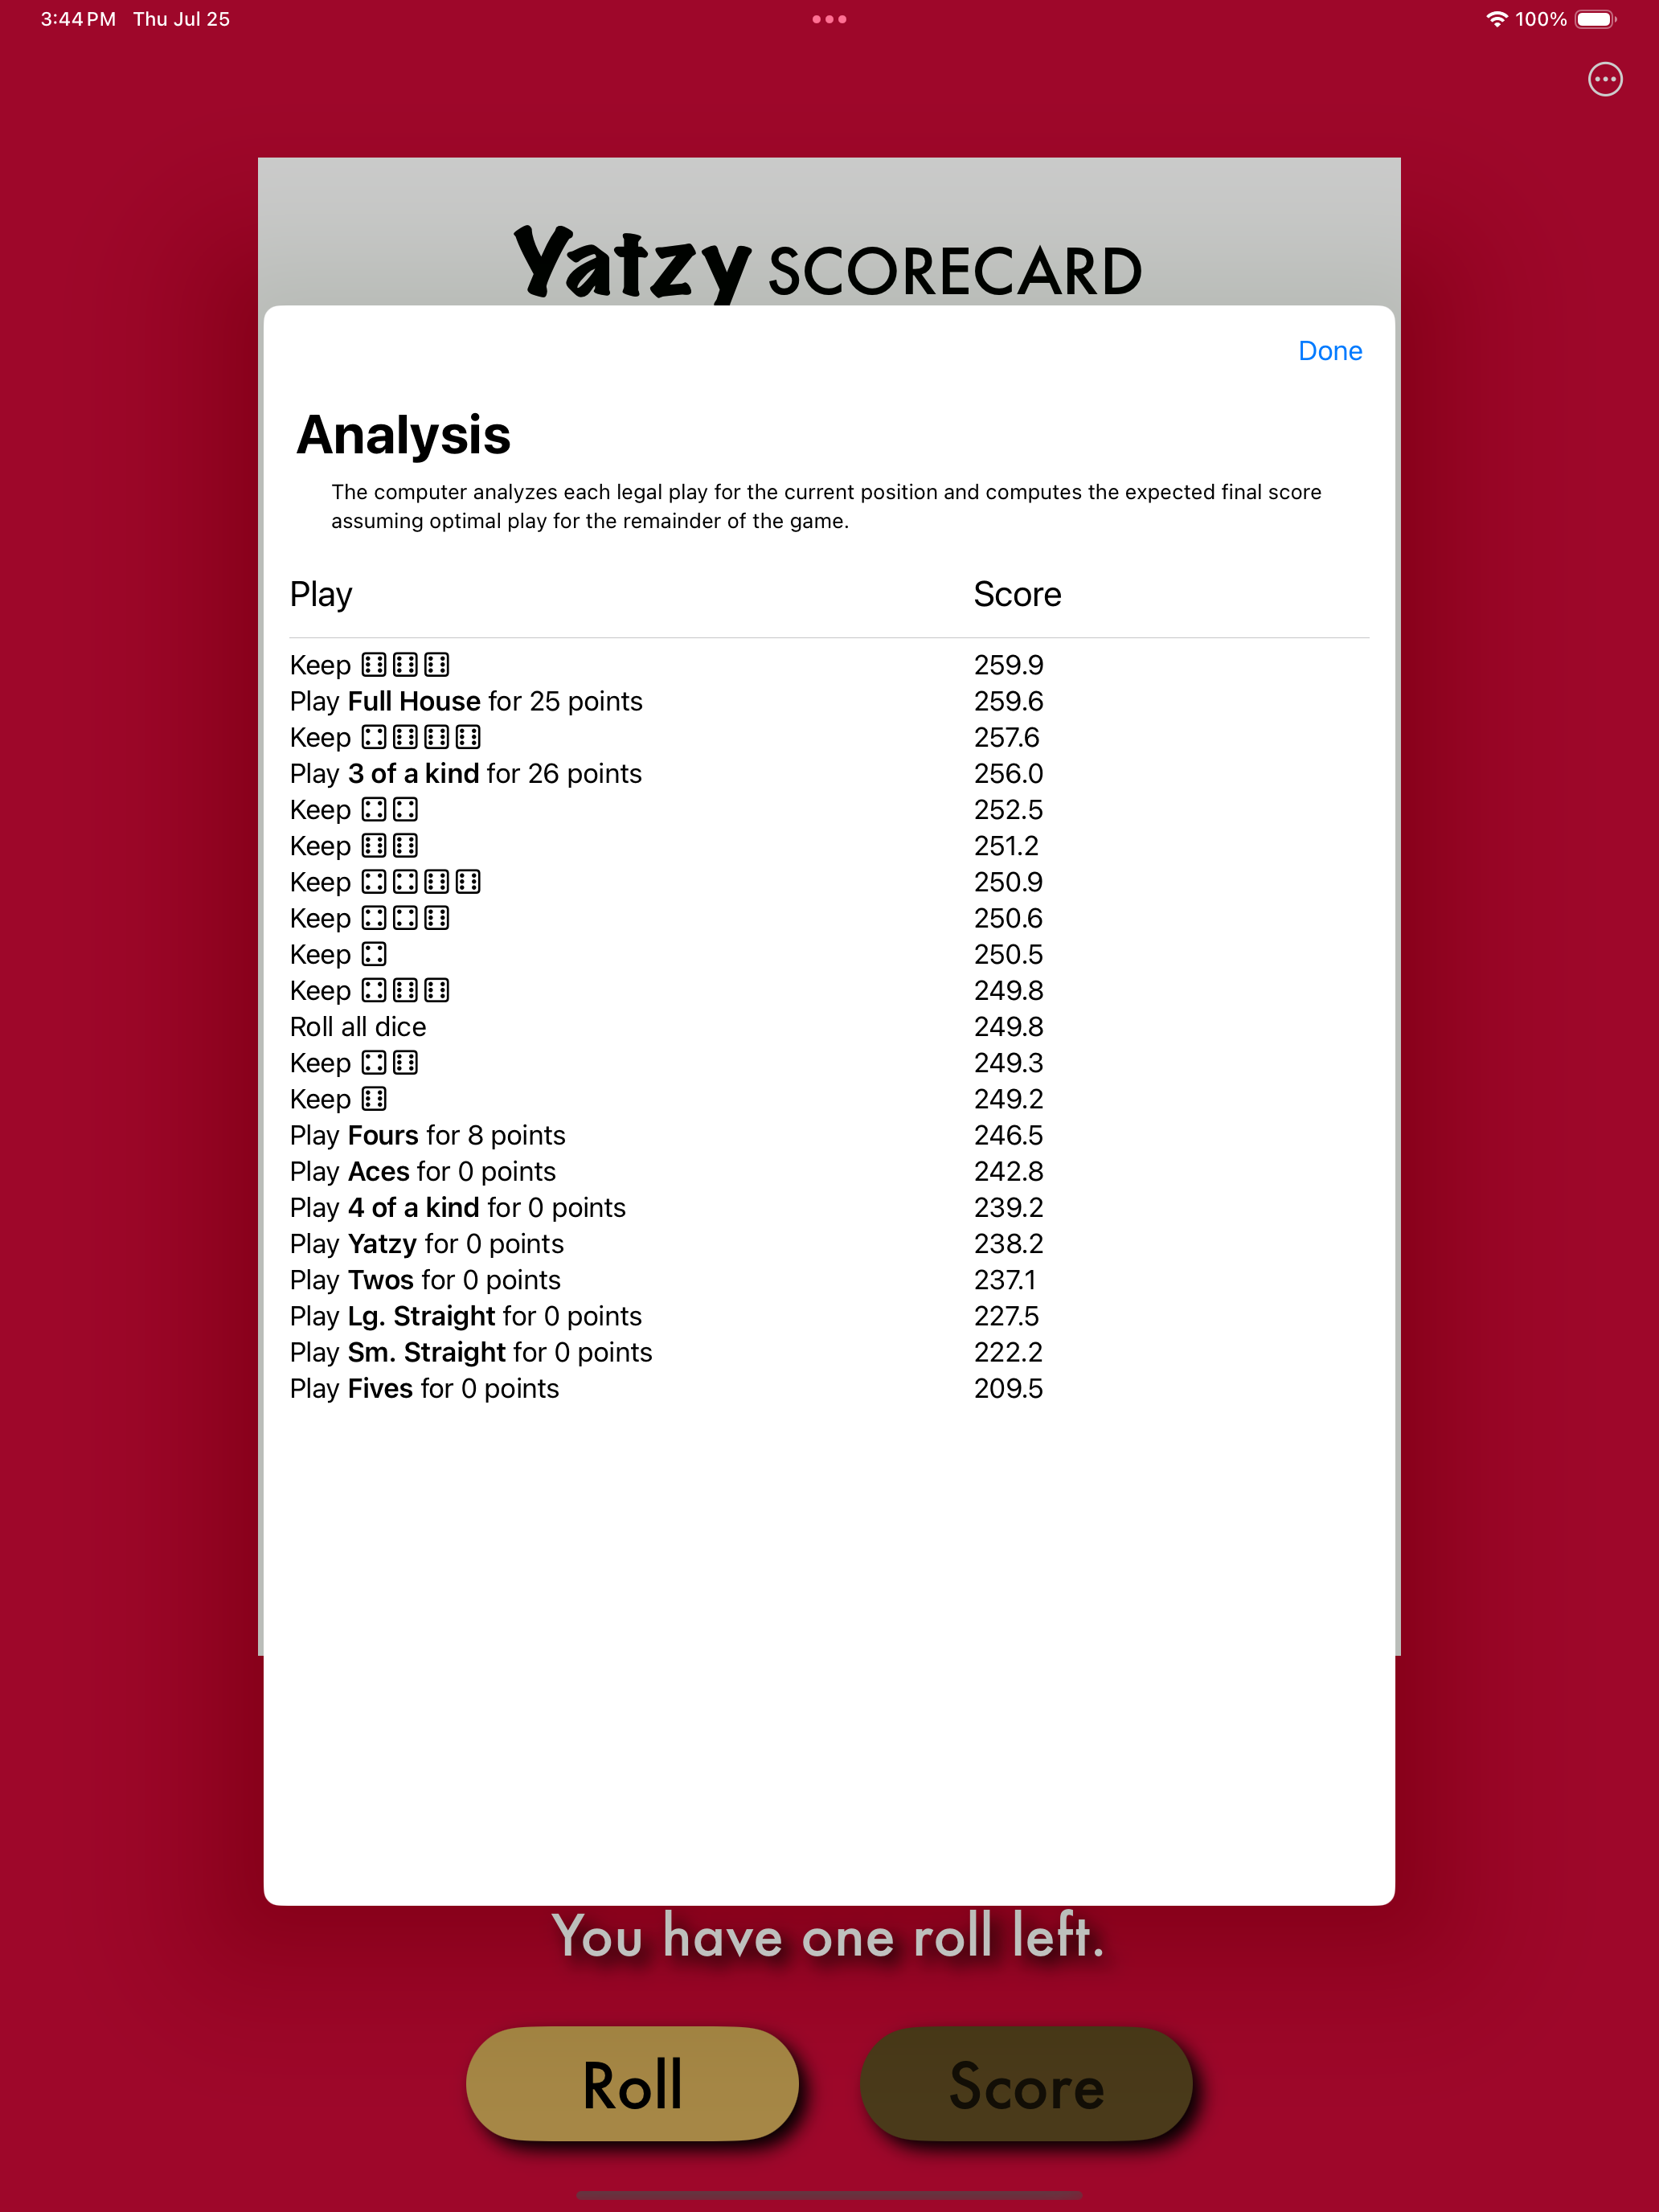 3:44 PM Thu Jul 25
100%
Yatzy SCORECARD
Done
Analysis
The computer analyzes each legal play for the current position and computes the expected final score
assuming optimal play for the remainder of the game.
Play Score
Keep ⚅⚅⚅ 259.9
Play Full House for 25 points 259.6
Keep ⚃⚅⚅⚅ 257.6
Play 3 of a kind for 26 points 256.0
Keep ⚃⚃ 252.5
Keep ⚅⚅ 251.2
Keep ⚃⚃⚅⚅ 250.9
Keep ⚃⚃⚅ 250.6
Keep ⚃ 250.5
Keep ⚃⚅⚅ 249.8
Roll all dice 249.8
Keep ⚃⚅ 249.3
Keep ⚅ 249.2
Play Fours for 8 points 246.5
Play Aces for 0 points 242.8
Play 4 of a kind for 0 points 239.2
Play Yatzy for 0 points 238.2
Play Twos for 0 points 237.1
Play Lg. Straight for 0 points 227.5
Play Sm. Straight for 0 points 222.2
Play Fives for 0 points 209.5
You have one roll left.
Roll Score